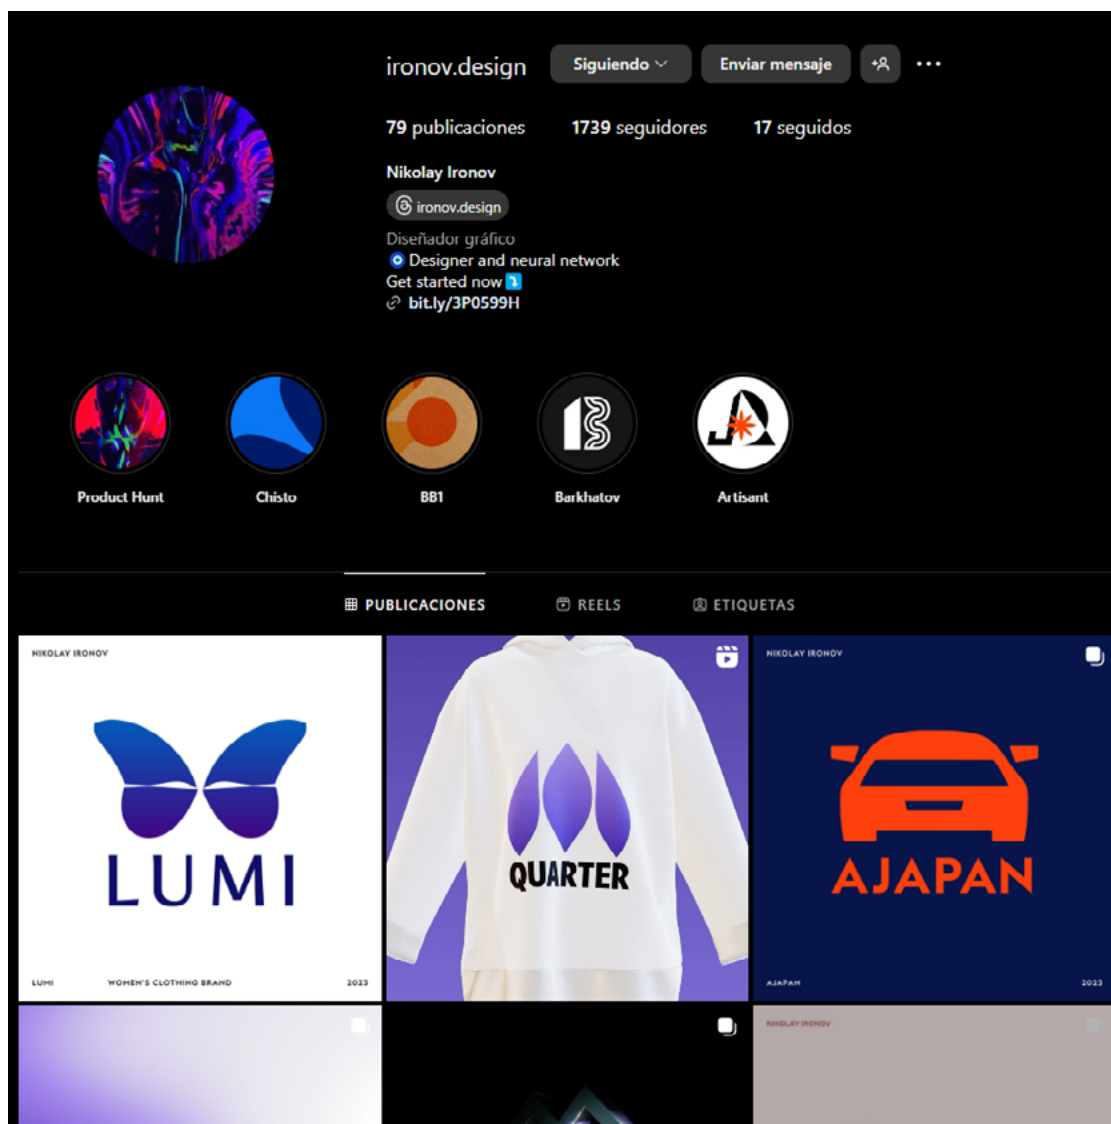 ironov.design Siguiendo Enviar mensaje
79 publicaciones 1739 seguidores 17 seguidos
Nikolay Ironov
ironov.design
Diseñador gráfico
Designer and neural network
Get started now
bit.ly/3P0599H
Product Hunt Chisto BB1 Barkhatov Artisant
PUBLICACIONES REELS ETIQUETAS
NIKOLAY IRONOV
LUMI
LUMI WOMEN'S CLOTHING BRAND 2023
QUARTER
NIKOLAY IRONOV
AJAPAN
AJAPAN 2023
NIKOLAY IRONOV